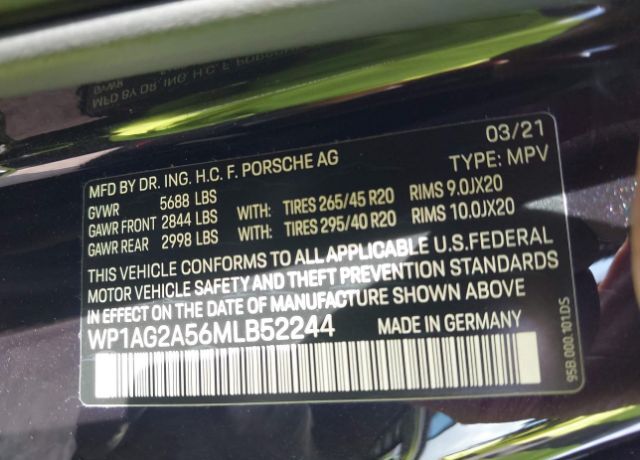 03/21
MFD BY DR. ING. H.C. F. PORSCHE AG TYPE: MPV
GVWR 5688 LBS
GAWR FRONT 2844 LBS WITH: TIRES 265/45 R20 RIMS 9.0JX20
GAWR REAR 2998 LBS WITH: TIRES 295/40 R20 RIMS 10.0JX20
THIS VEHICLE CONFORMS TO ALL APPLICABLE U.S.FEDERAL
MOTOR VEHICLE SAFETY AND THEFT PREVENTION STANDARDS
IN EFFECT ON THE DATE OF MANUFACTURE SHOWN ABOVE
WP1AG2A56MLB52244 MADE IN GERMANY
95B.000.101.DS